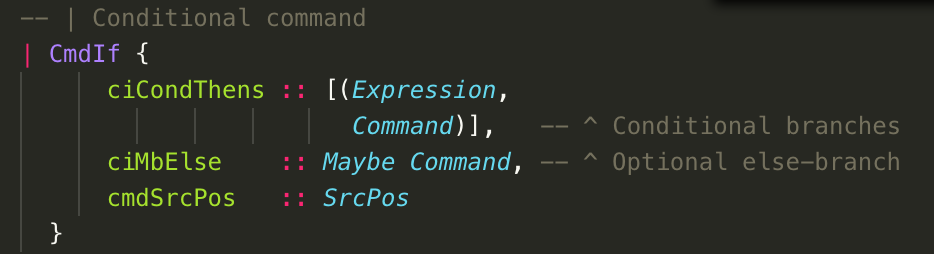 -- | Conditional command
| CmdIf {
ciCondThens :: [(Expression,
Command)],   -- ^ Conditional branches
ciMbElse    :: Maybe Command, -- ^ Optional else-branch
cmdSrcPos   :: SrcPos
}